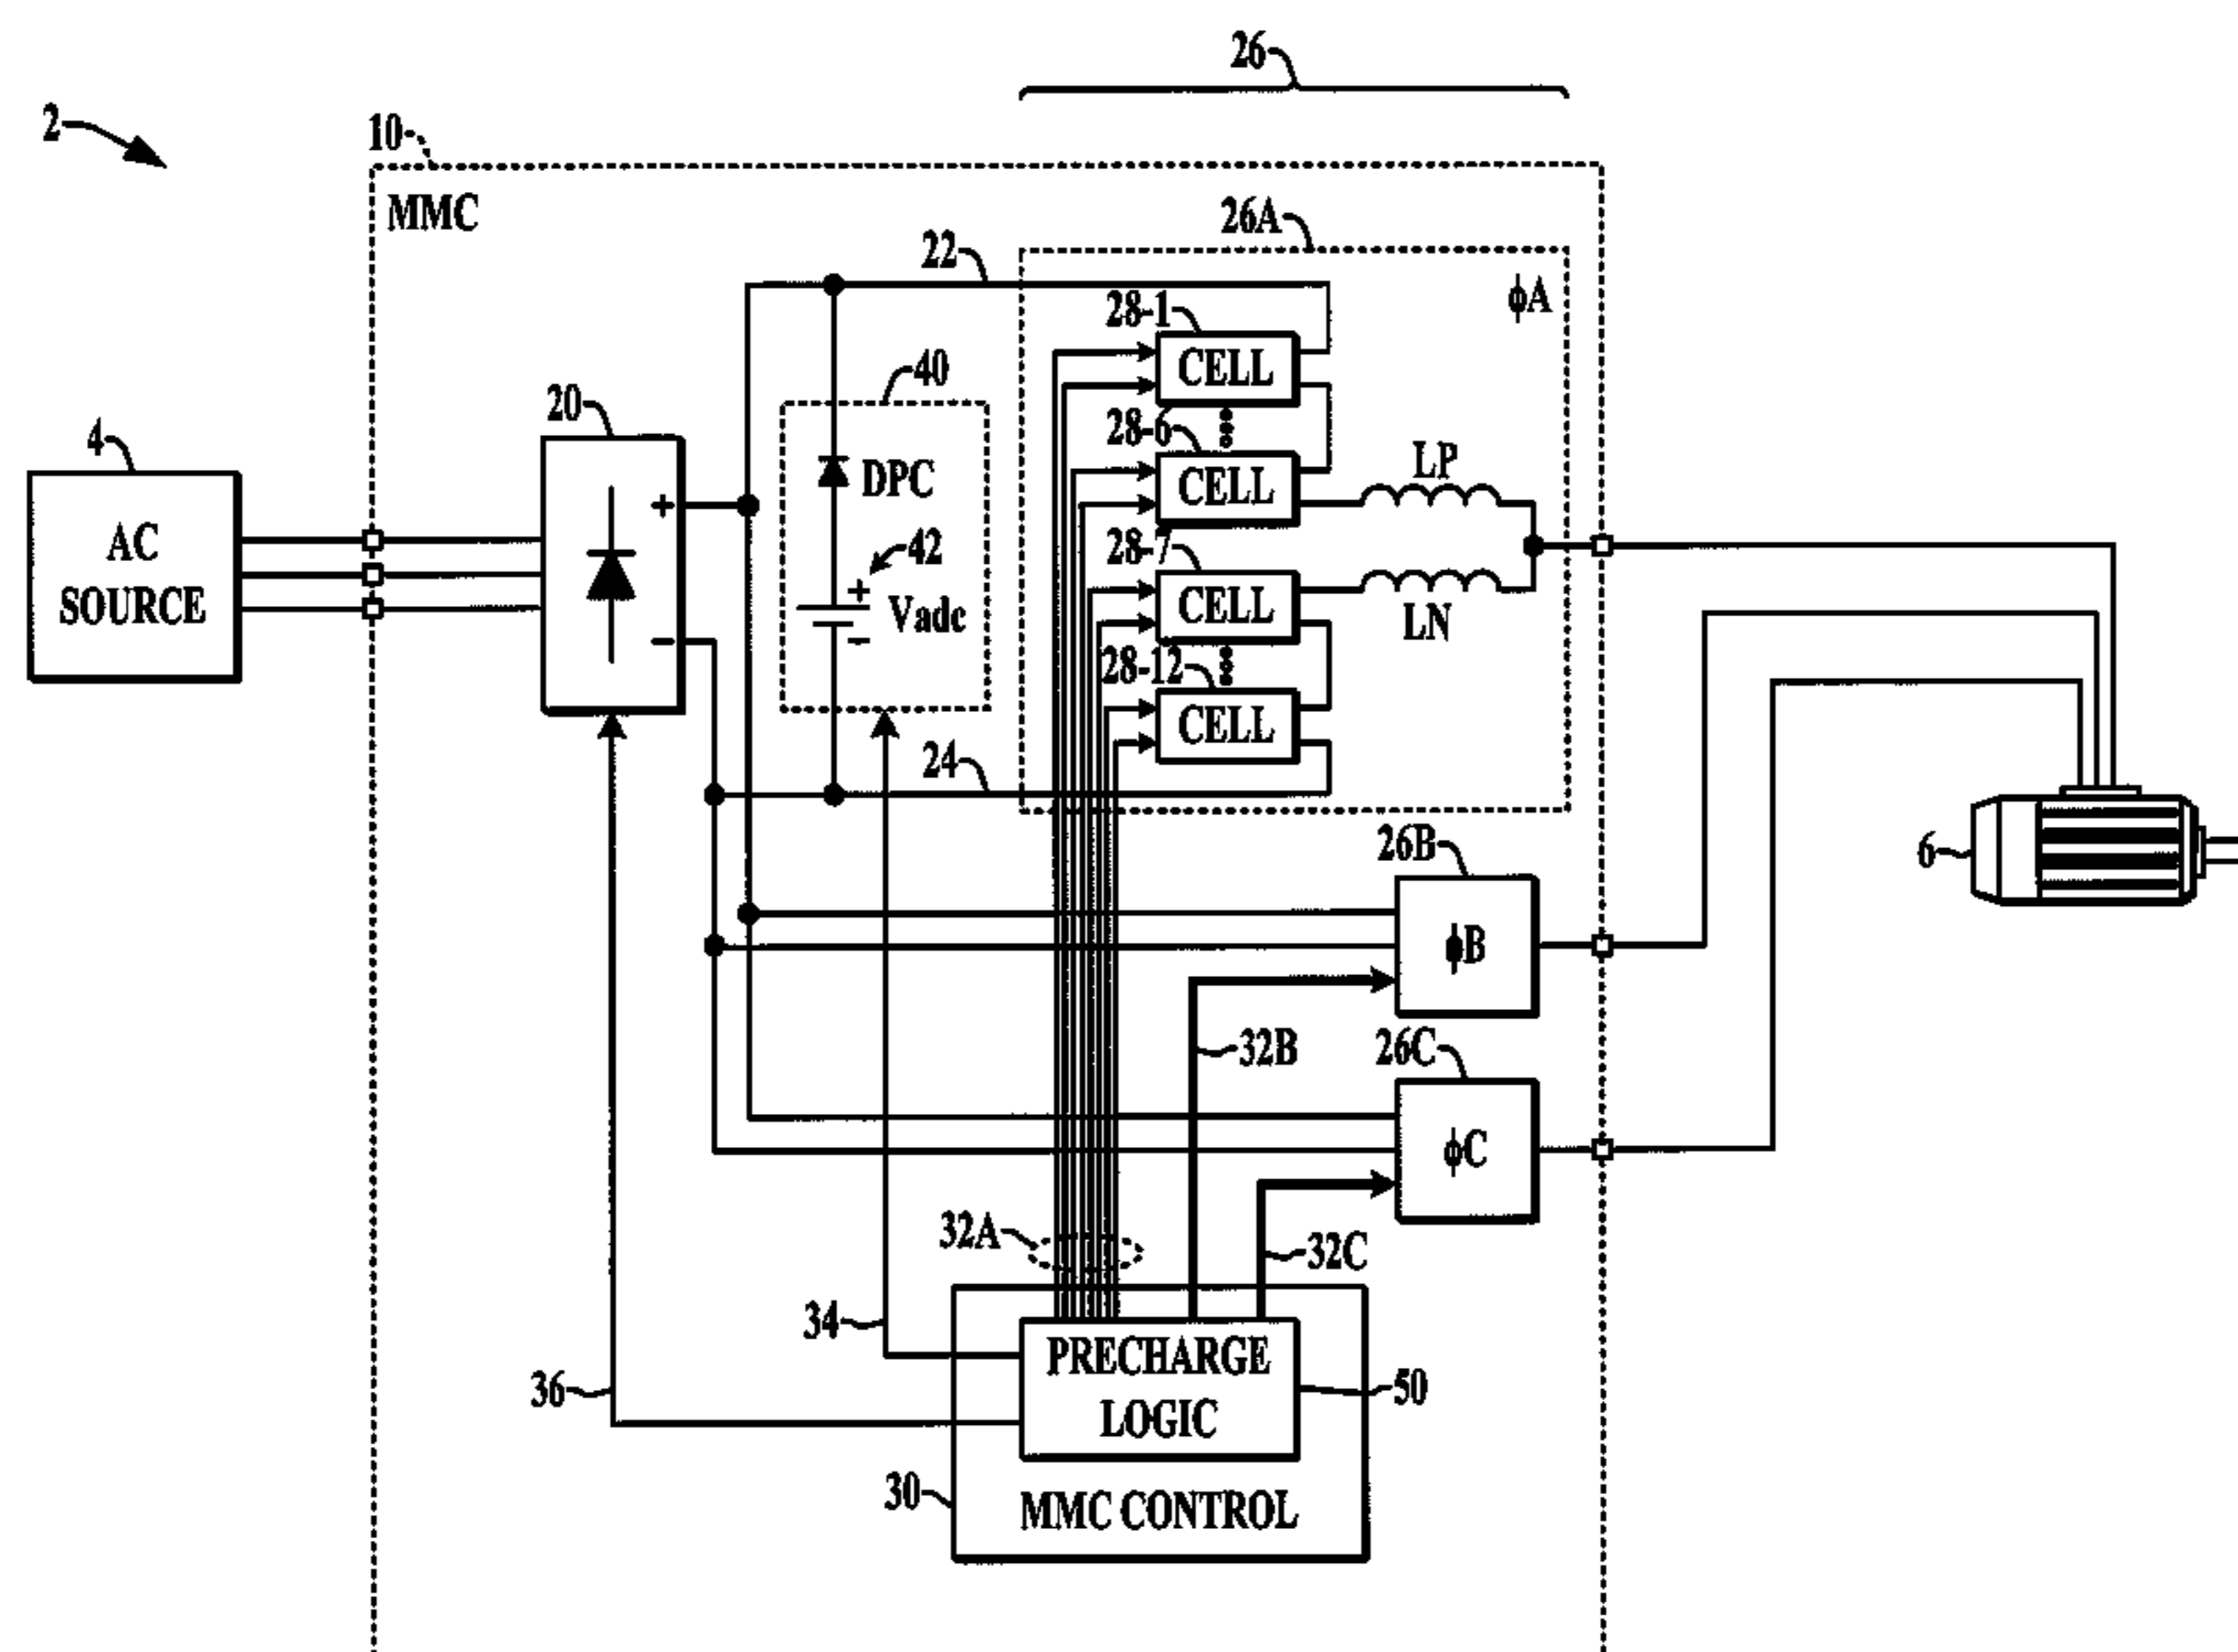 26
2
10
MMC
26A
22
ϕA
28-1
CELL
40
20
28-6
CELL
LP
4
DPC
AC
SOURCE
+
42
28-7
CELL
+
Vadc
LN
−
−
28-12
CELL
24
26B
6
ϕB
32B
26C
ϕC
32A
32C
34
PRECHARGE
LOGIC
36
50
30
MMC CONTROL